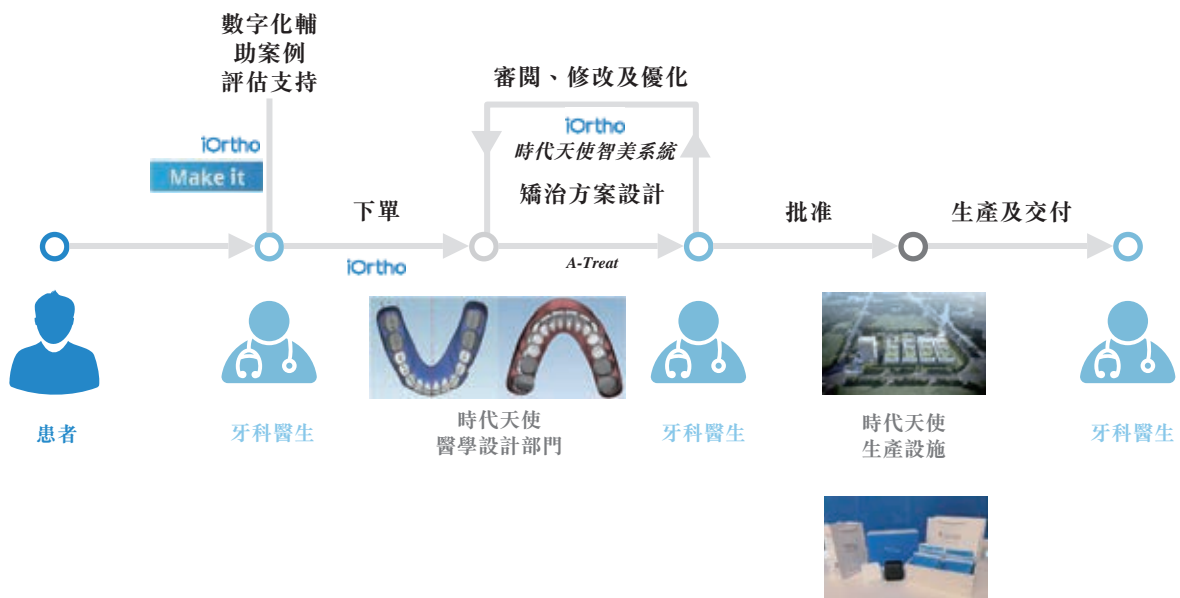 數字化輔
助案例
評估支持
iOrtho
Make it
審閱、修改及優化
iOrtho
時代天使智美系統
矯治方案設計
下單
批准
生產及交付
iOrtho
A-Treat
患者
牙科醫生
時代天使
醫學設計部門
牙科醫生
時代天使
生產設施
牙科醫生